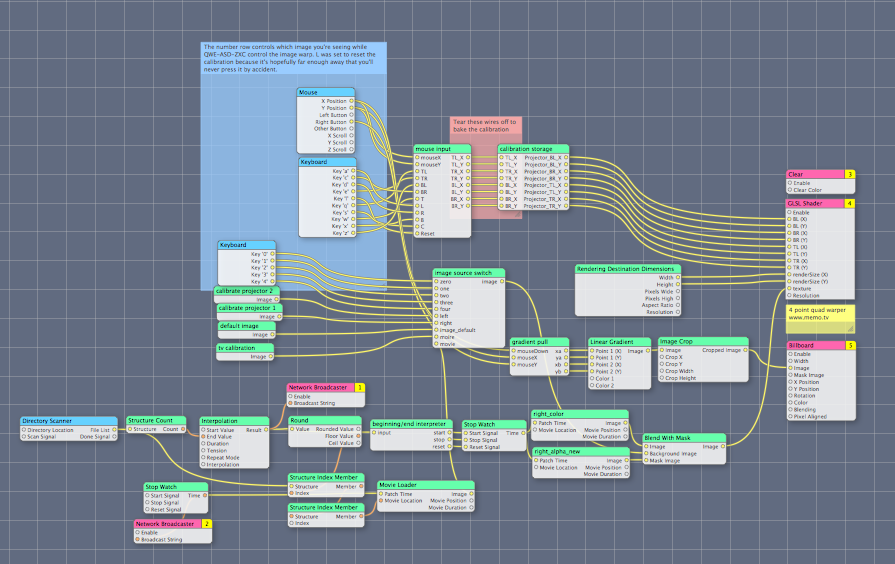 The number row controls which image you're seeing while
QWE-ASD-ZXC control the image warp. L was set to reset the
calibration because it's hopefully far enough away that you'll
never press it by accident.
Mouse
X Position
Y Position
Left Button
Right Button
Other Button
X Scroll
Y Scroll
Z Scroll
Tear these wires off to
bake the calibration
Keyboard
Key 'a'
Key 'c'
Key 'd'
Key 'e'
Key 'l'
Key 'q'
Key 's'
Key 'w'
Key 'x'
Key 'z'
mouse input
mouseX TL_X
mouseY TL_Y
TL TR_X
TR TR_Y
BL BL_X
BR BL_Y
T BR_X
L BR_Y
R
B
C
Reset
calibration storage
TL_X Projector_BL_X
TL_Y Projector_BL_Y
TR_X Projector_BR_X
TR_Y Projector_BR_Y
BL_X Projector_TL_X
BL_Y Projector_TL_Y
BR_X Projector_TR_X
BR_Y Projector_TR_Y
Clear 3
Enable
Clear Color
GLSL Shader 4
Enable
BL (X)
BL (Y)
BR (X)
BR (Y)
TL (X)
TL (Y)
TR (X)
TR (Y)
renderSize (X)
renderSize (Y)
texture
Resolution
Keyboard
Key '0'
Key '1'
Key '2'
Key '3'
Key '4'
calibrate projector 2
Image
calibrate projector 1
Image
default image
Image
tv calibration
Image
image source switch
zero image
one
two
three
four
left
right
image_default
moire
movie
Rendering Destination Dimensions
Width
Height
Pixels Wide
Pixels High
Aspect Ratio
Resolution
4 point quad warper
www.memo.tv
gradient pull
mouseDown xa
mouseX ya
mouseY xb
yb
Linear Gradient
Point 1 (X) Image
Point 1 (Y)
Point 2 (X)
Point 2 (Y)
Color 1
Color 2
Image Crop
Image Cropped Image
Crop X
Crop Y
Crop Width
Crop Height
Billboard 5
Enable
Width
Image
Mask Image
X Position
Y Position
Rotation
Color
Blending
Pixel Aligned
Network Broadcaster 1
Enable
Broadcast String
Directory Scanner
Directory Location File List
Scan Signal Done Signal
Structure Count
Structure Count
Interpolation
Start Value Result
End Value
Duration
Tension
Repeat Mode
Interpolation
Round
Value Rounded Value
Floor Value
Ceil Value
beginning/end interpreter
input start
stop
reset
Stop Watch
Start Signal Time
Stop Signal
Reset Signal
right_color
Patch Time Image
Movie Location Movie Position
Movie Duration
right_alpha_new
Patch Time Image
Movie Location Movie Position
Movie Duration
Blend With Mask
Image Image
Background Image
Mask Image
Structure Index Member
Structure Member
Index
Movie Loader
Patch Time Image
Movie Location Movie Position
Movie Duration
Stop Watch
Start Signal Time
Stop Signal
Reset Signal
Structure Index Member
Structure Member
Index
Network Broadcaster 2
Enable
Broadcast String